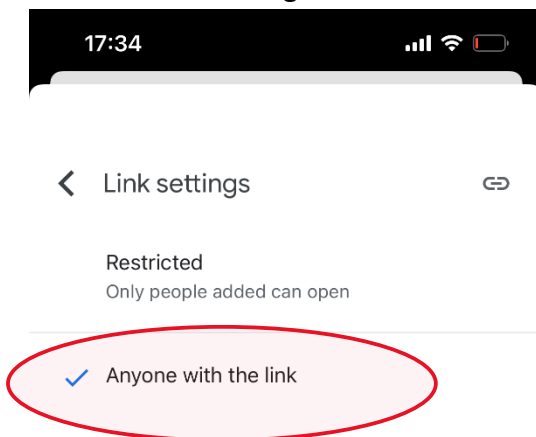 17:34
Link settings
Restricted
Only people added can open
Anyone with the link